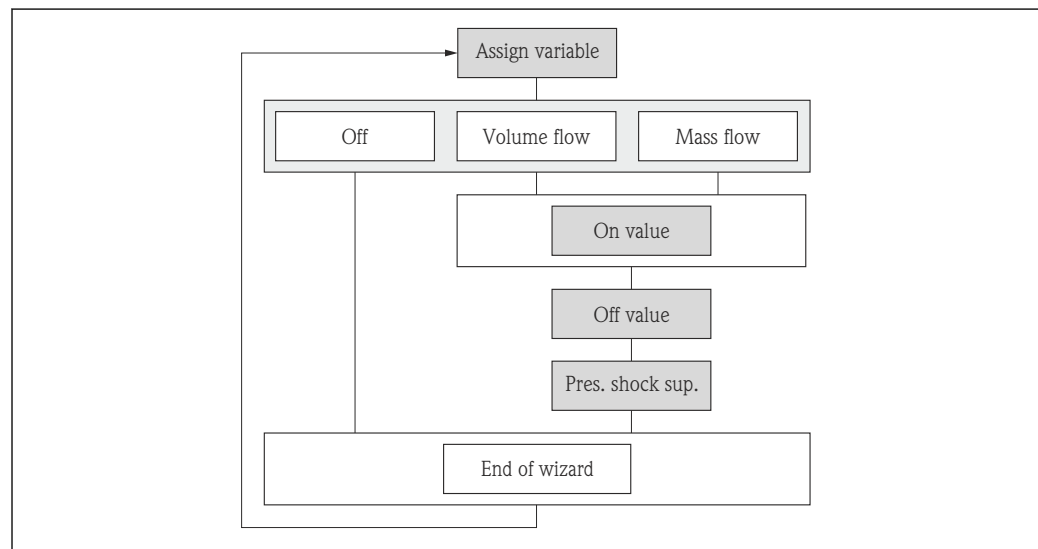 Assign variable
Off
Volume flow
Mass flow
On value
Off value
Pres. shock sup.
End of wizard